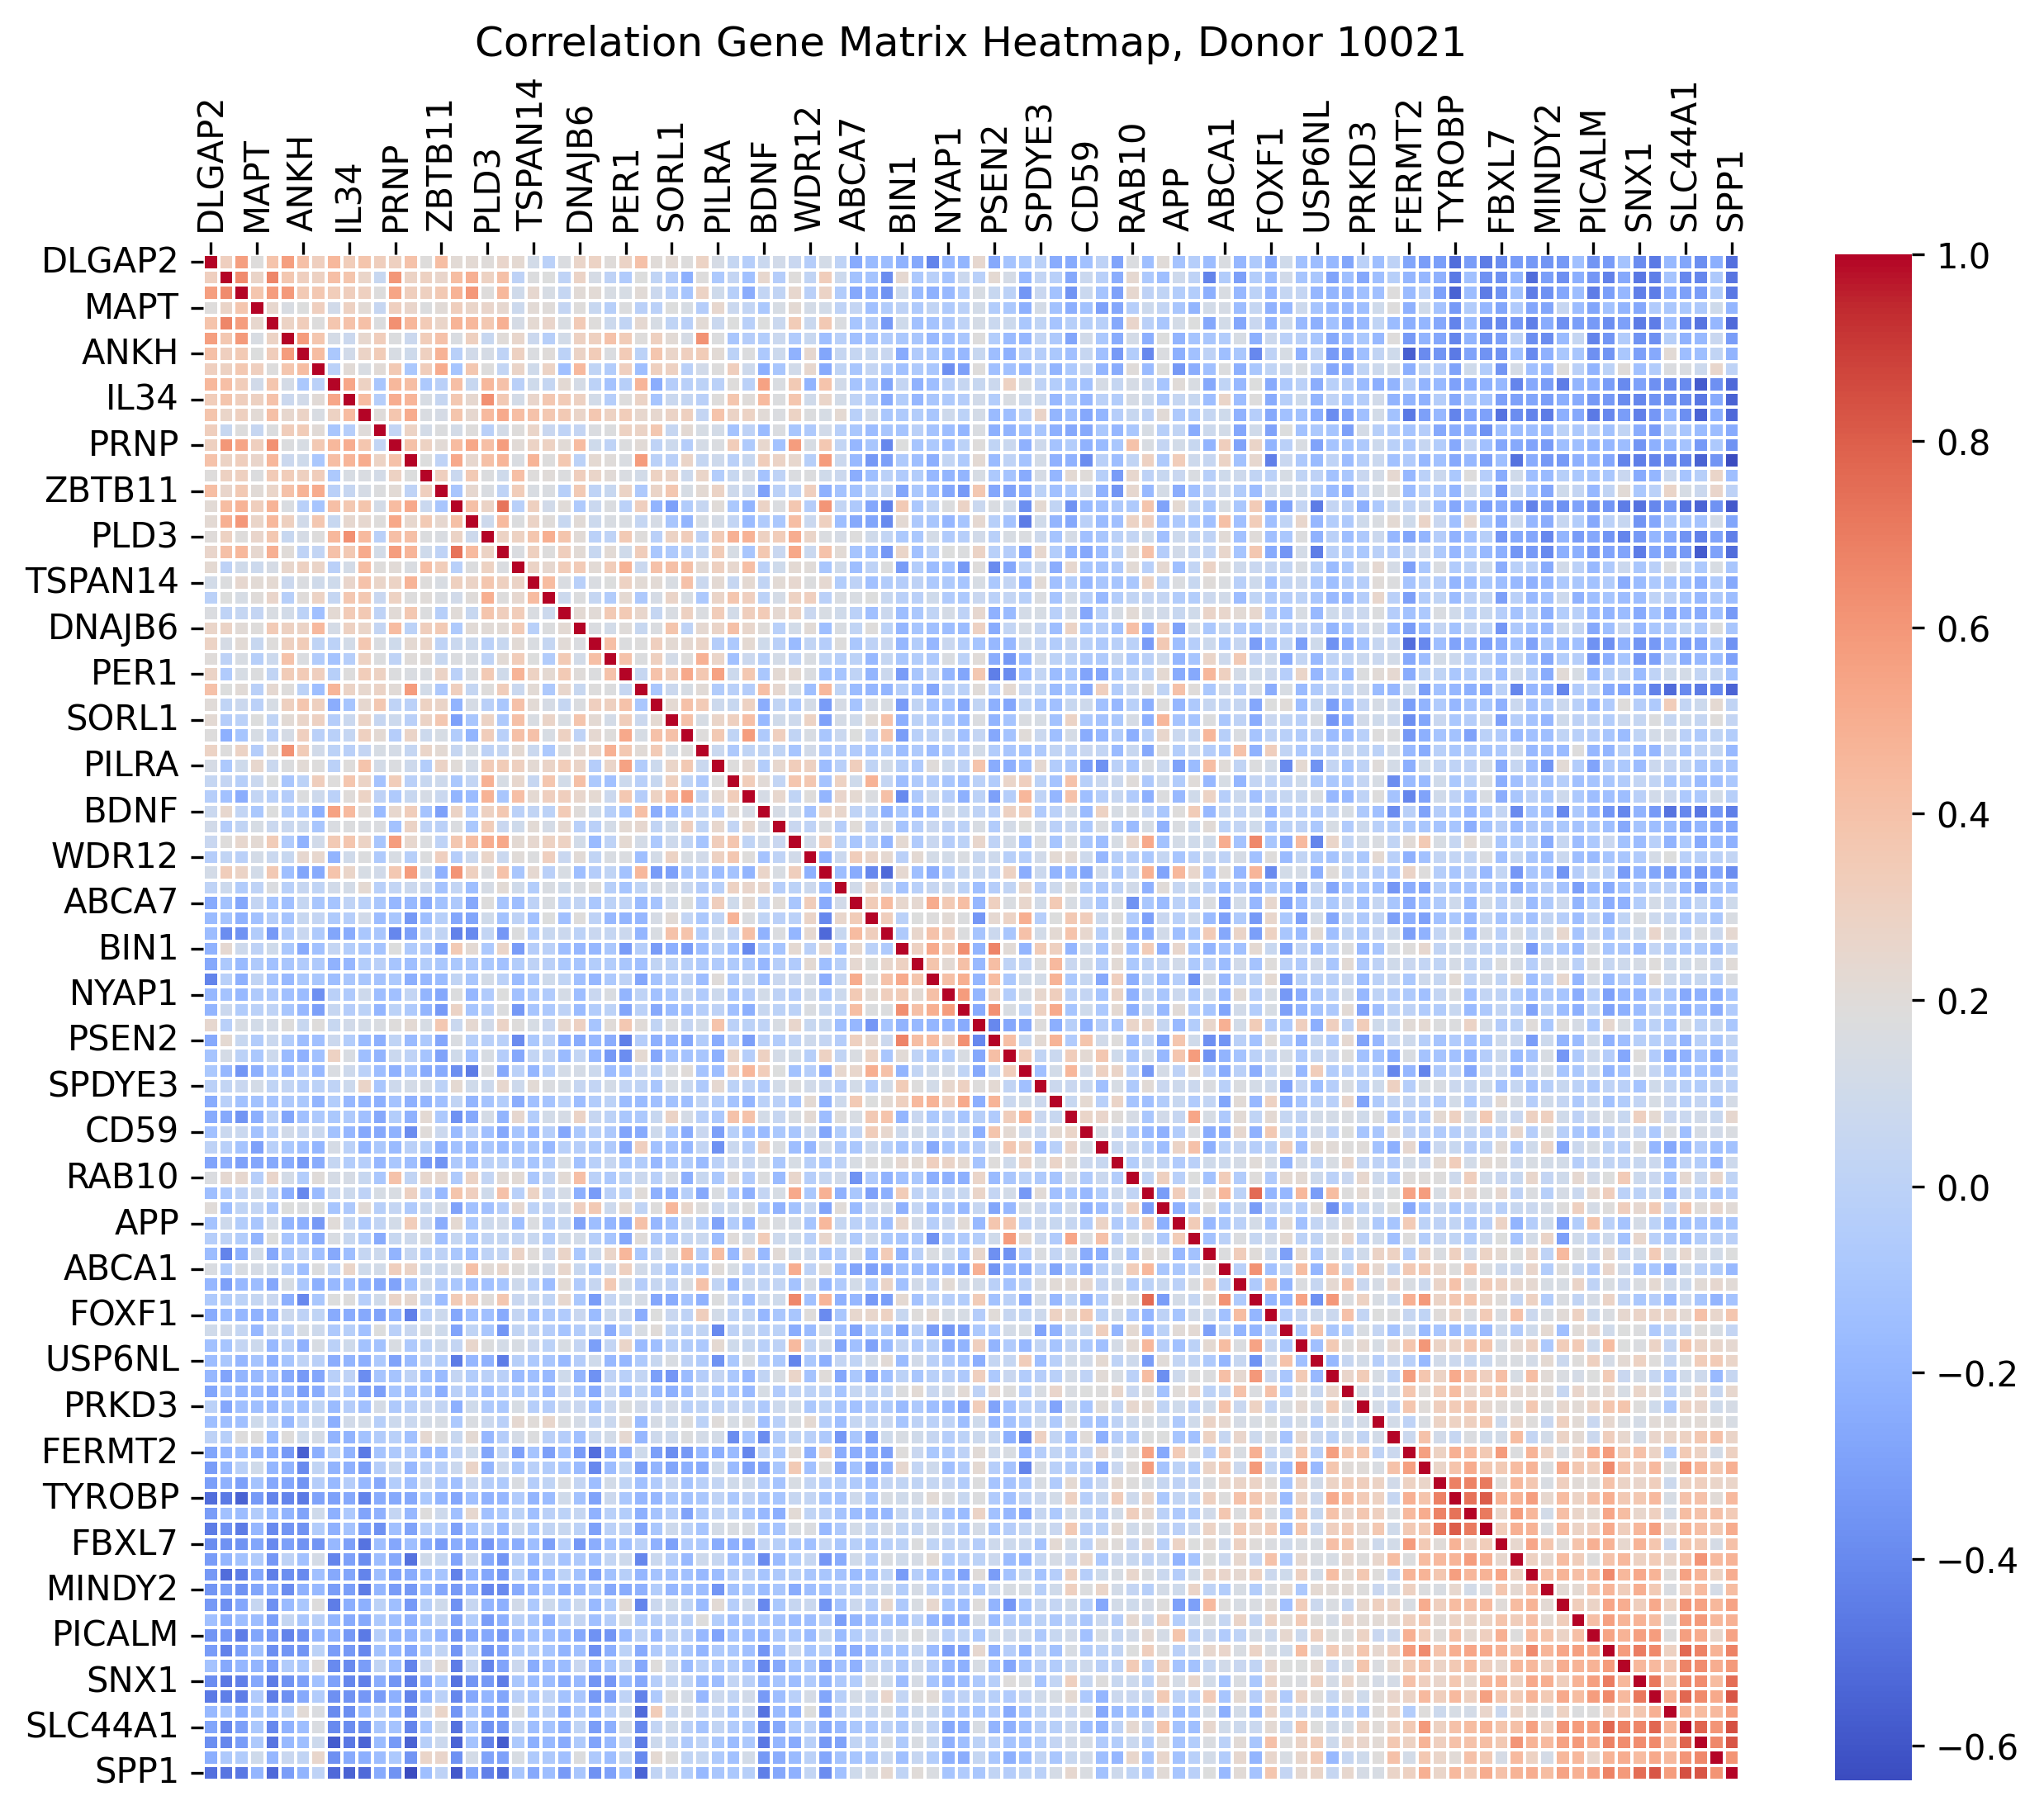 Correlation Gene Matrix Heatmap, Donor 10021
DLGAP2
MAPT
ANKH
IL34
PRNP
ZBTB11
PLD3
TSPAN14
DNAJB6
PER1
SORL1
PILRA
BDNF
WDR12
ABCA7
BIN1
NYAP1
PSEN2
SPDYE3
CD59
RAB10
APP
ABCA1
FOXF1
USP6NL
PRKD3
FERMT2
TYROBP
FBXL7
MINDY2
PICALM
SNX1
SLC44A1
SPP1
DLGAP2
MAPT
ANKH
IL34
PRNP
ZBTB11
PLD3
TSPAN14
DNAJB6
PER1
SORL1
PILRA
BDNF
WDR12
ABCA7
BIN1
NYAP1
PSEN2
SPDYE3
CD59
RAB10
APP
ABCA1
FOXF1
USP6NL
PRKD3
FERMT2
TYROBP
FBXL7
MINDY2
PICALM
SNX1
SLC44A1
SPP1
1.0
0.8
0.6
0.4
0.2
0.0
−0.2
−0.4
−0.6